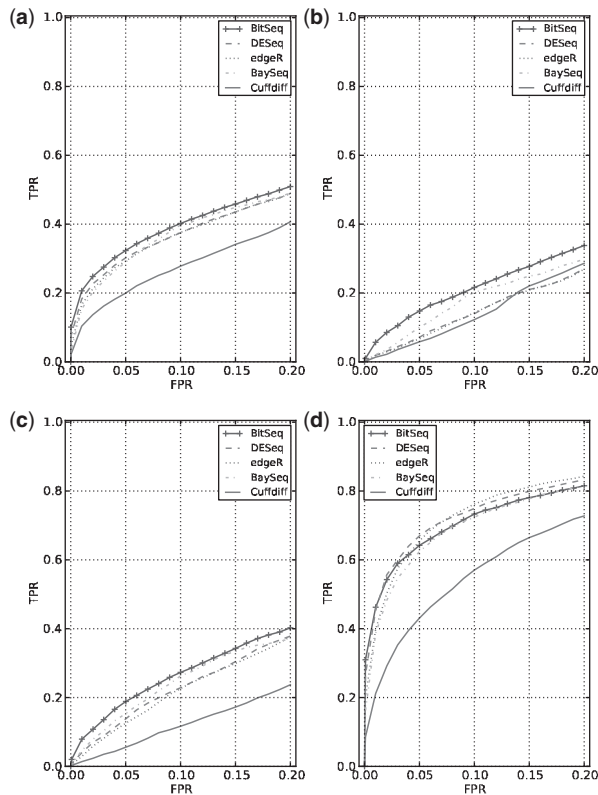 (a)
1.0
0.8
0.6
0.4
0.2
0.0
TPR
0.00 0.05 0.10 0.15 0.20
FPR
BitSeq
DESeq
edgeR
BaySeq
Cuffdiff
(b)
1.0
0.8
0.6
0.4
0.2
0.0
TPR
0.00 0.05 0.10 0.15 0.20
FPR
BitSeq
DESeq
edgeR
BaySeq
Cuffdiff
(c)
1.0
0.8
0.6
0.4
0.2
0.0
TPR
0.00 0.05 0.10 0.15 0.20
FPR
BitSeq
DESeq
edgeR
BaySeq
Cuffdiff
(d)
1.0
0.8
0.6
0.4
0.2
0.0
TPR
0.00 0.05 0.10 0.15 0.20
FPR
BitSeq
DESeq
edgeR
BaySeq
Cuffdiff